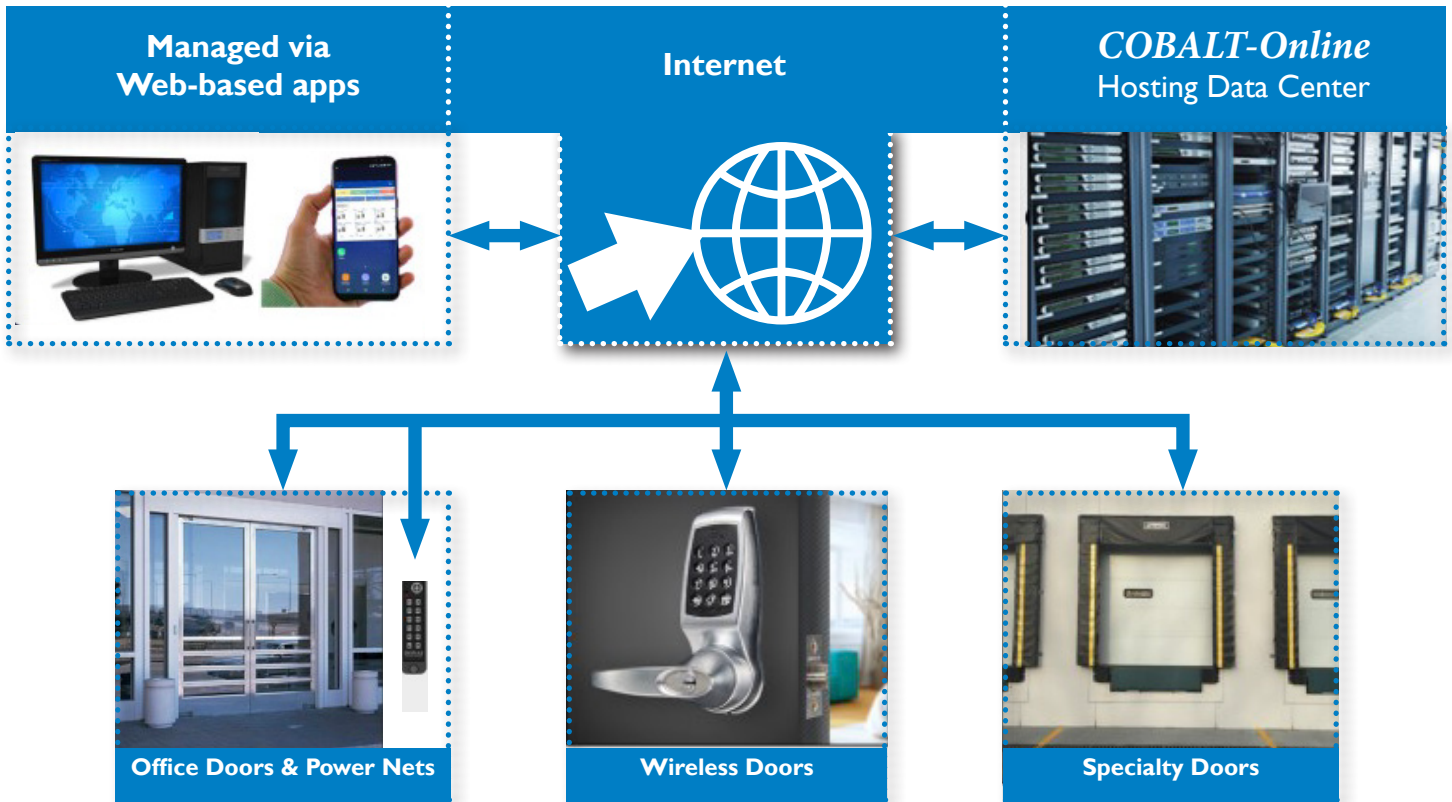 Managed via
Web-based apps
Internet
COBALT-Online
Hosting Data Center
Office Doors & Power Nets
Wireless Doors
Specialty Doors